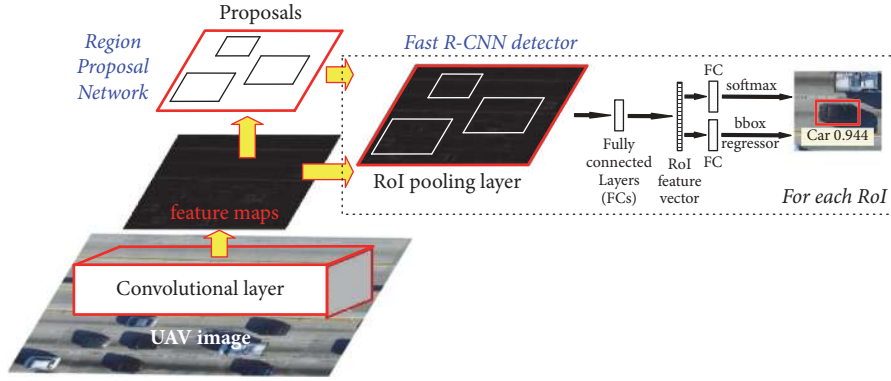 Proposals
Region
Proposal
Network
Fast R-CNN detector
RoI pooling layer
feature maps
Convolutional layer
UAV image
Fully
connected
Layers
(FCs)
RoI
feature
vector
FC
softmax
bbox
regressor
FC
Car 0.944
For each RoI